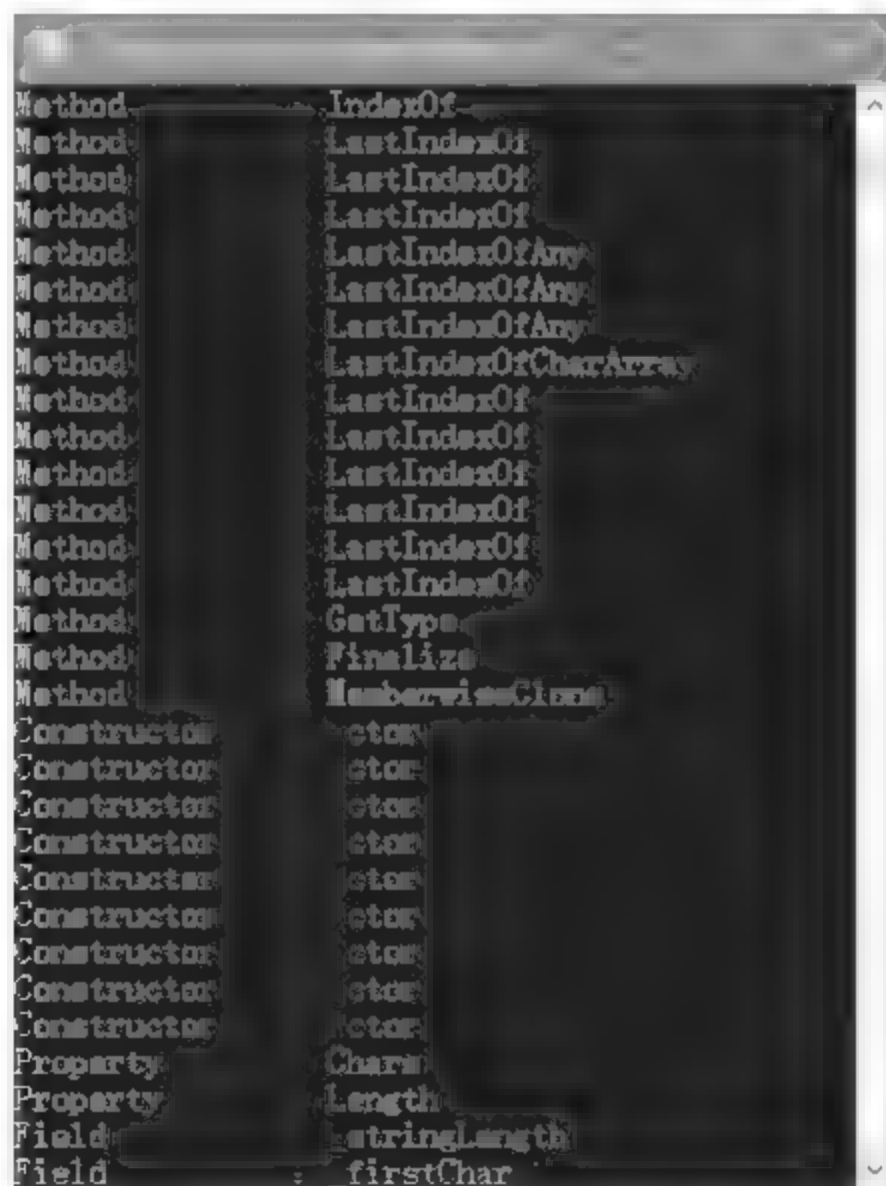 Method IndexOf
Method LastIndexOf
Method LastIndexOf
Method LastIndexOf
Method LastIndexOfAny
Method LastIndexOfAny
Method LastIndexOfAny
Method LastIndexOfCharArray
Method LastIndexOf
Method LastIndexOf
Method LastIndexOf
Method LastIndexOf
Method LastIndexOf
Method LastIndexOf
Method GetType
Method Finalize
Method MemberwiseClone
Constructor ctor
Constructor ctor
Constructor ctor
Constructor ctor
Constructor ctor
Constructor ctor
Constructor ctor
Constructor ctor
Constructor ctor
Property Chars
Property Length
Field stringLength
Field : firstChar